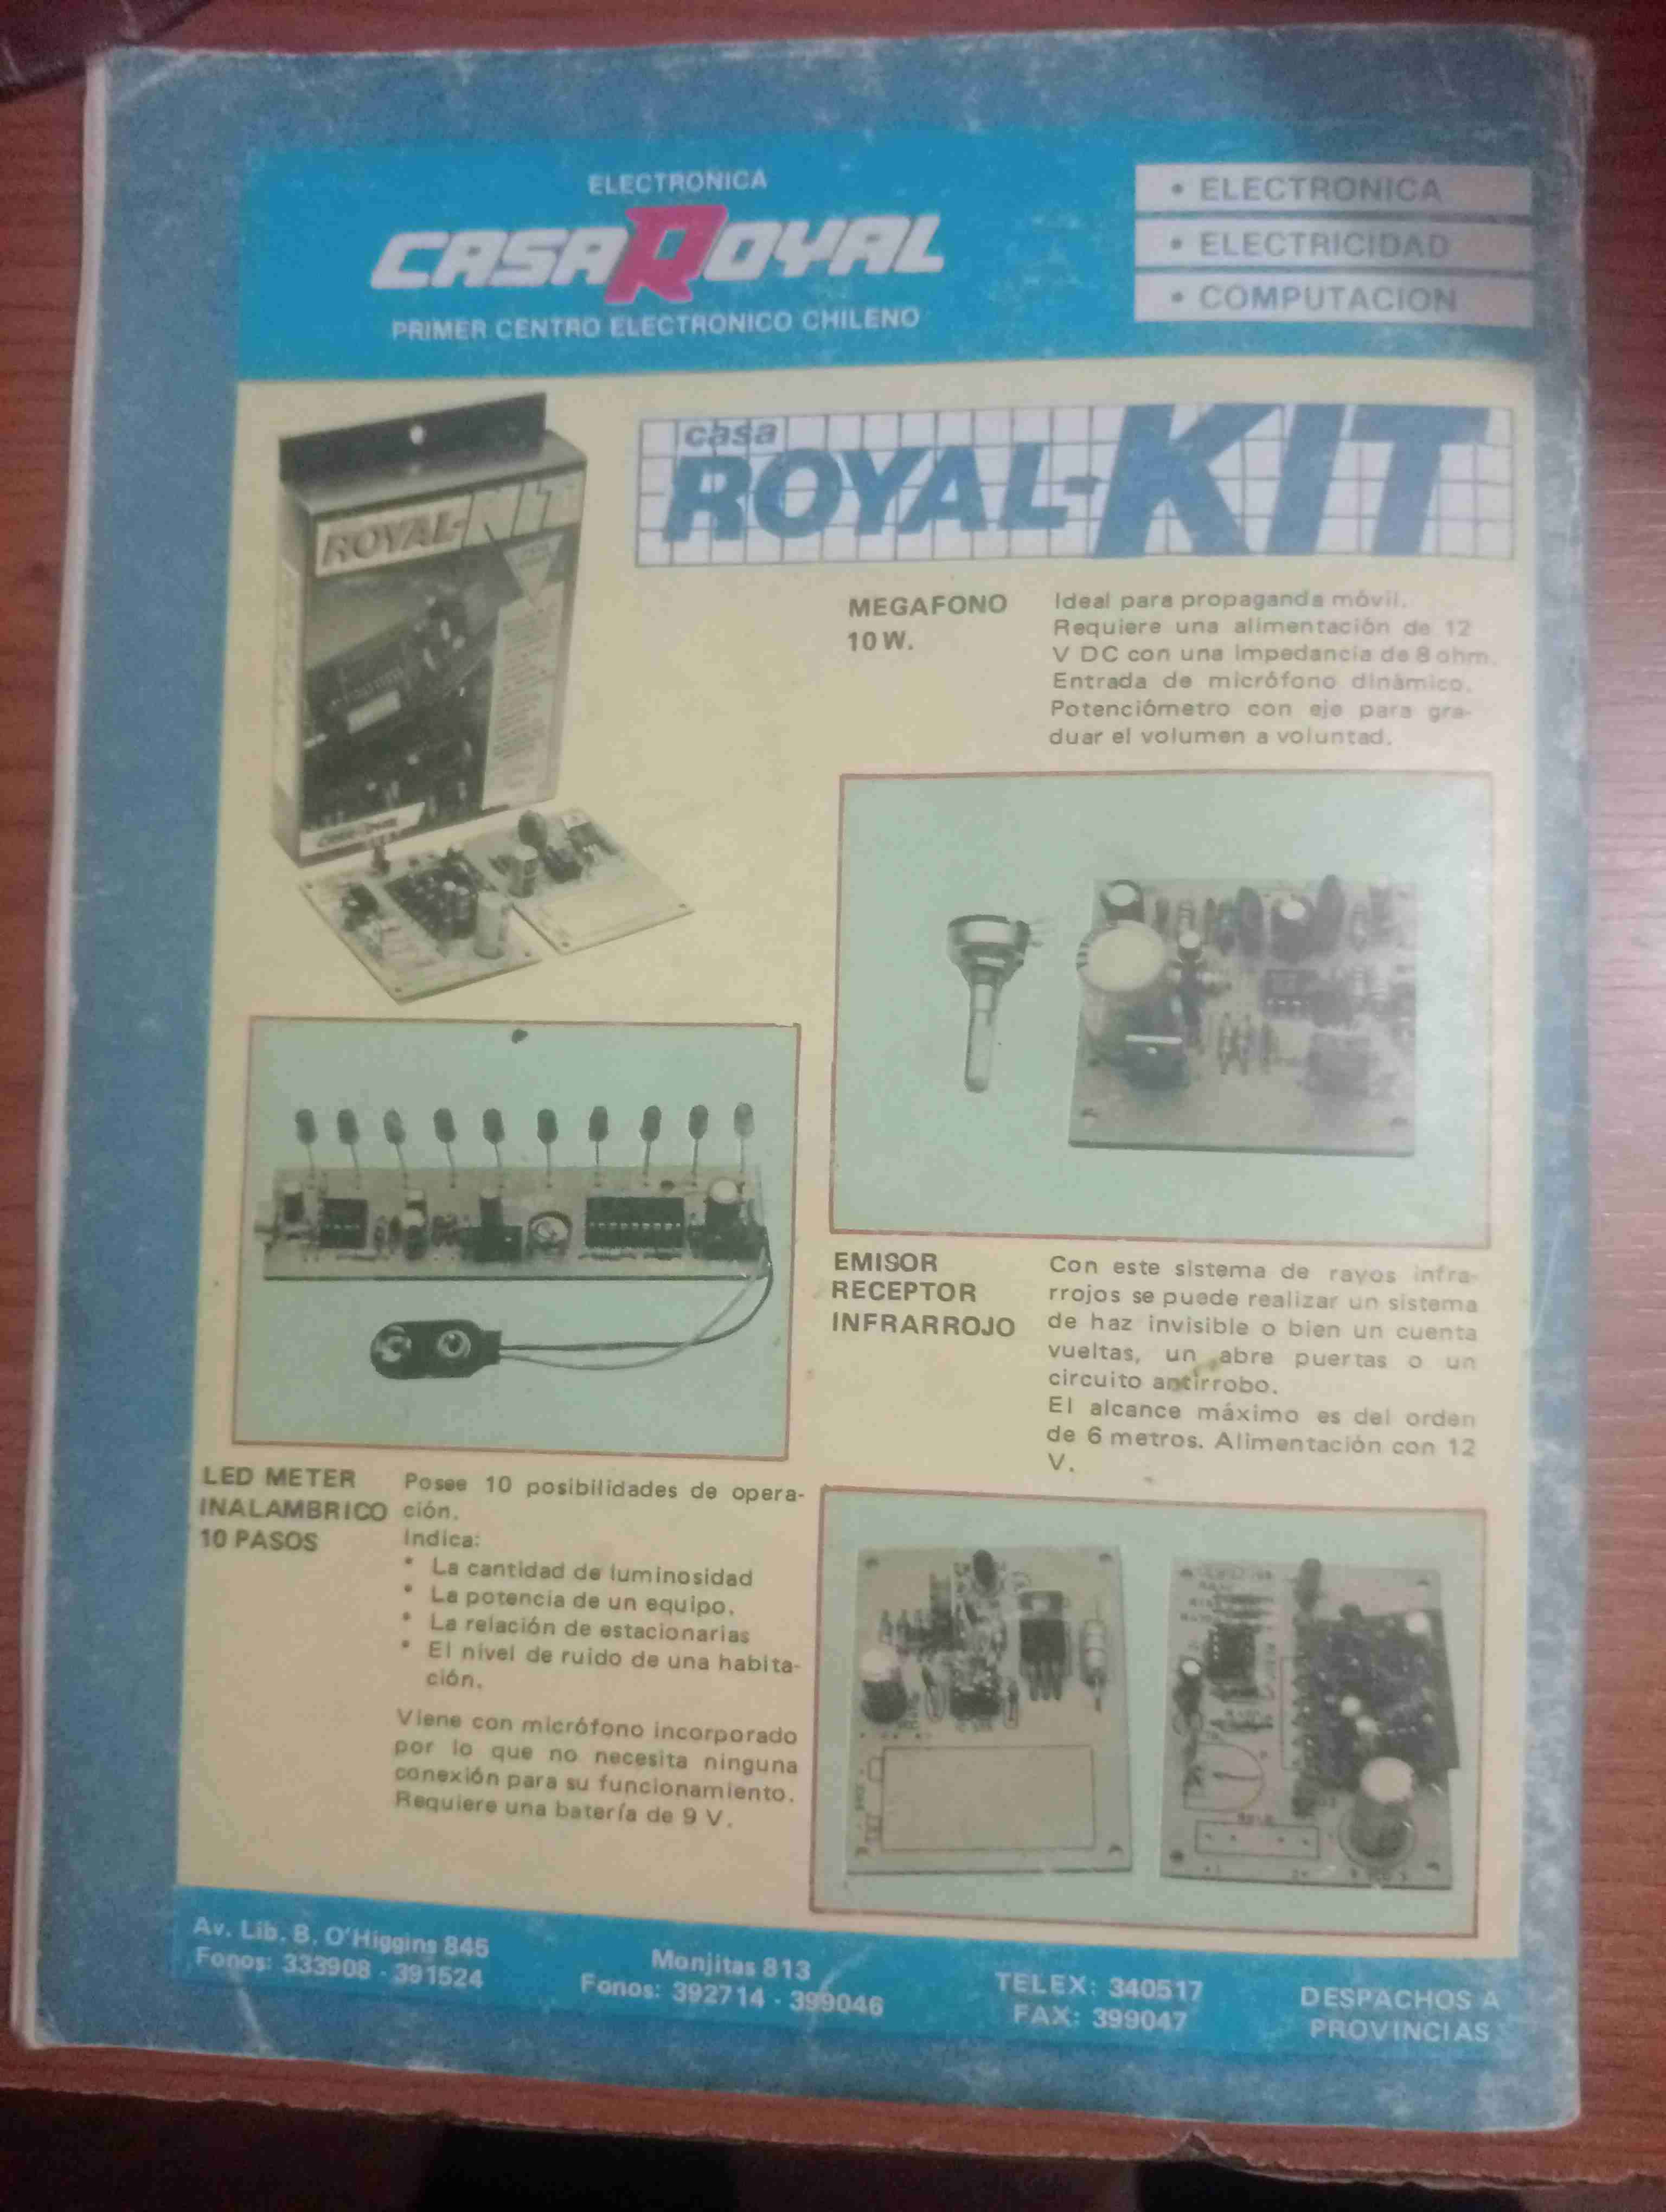 ELECTRONICA
CASA ROYAL
PRIMER CENTRO ELECTRONICO CHILENO
• ELECTRONICA
• ELECTRICIDAD
• COMPUTACION
ROYAL-KIT
casa
ROYAL-KIT
MEGAFONO
10 W.
Ideal para propaganda móvil.
Requiere una alimentación de 12
V DC con una impedancia de 8 ohm.
Entrada de micrófono dinámico.
Potenciómetro con eje para gra-
duar el volumen a voluntad.
EMISOR
RECEPTOR
INFRARROJO
Con este sistema de rayos infra-
rrojos se puede realizar un sistema
de haz invisible o bien un cuenta
vueltas, un abre puertas o un
circuito antirrobo.
El alcance máximo es del orden
de 6 metros. Alimentación con 12
V.
LED METER
INALAMBRICO
10 PASOS
Posee 10 posibilidades de opera-
ción.
Indica:
* La cantidad de luminosidad
* La potencia de un equipo.
* La relación de estacionarias
* El nivel de ruido de una habita-
ción.
Viene con micrófono incorporado
por lo que no necesita ninguna
conexión para su funcionamiento.
Requiere una batería de 9 V.
Av. Lib. B. O'Higgins 845
Fonos: 333908 - 391524
Monjitas 813
Fonos: 392714 - 399046
TELEX: 340517
FAX: 399047
DESPACHOS A
PROVINCIAS